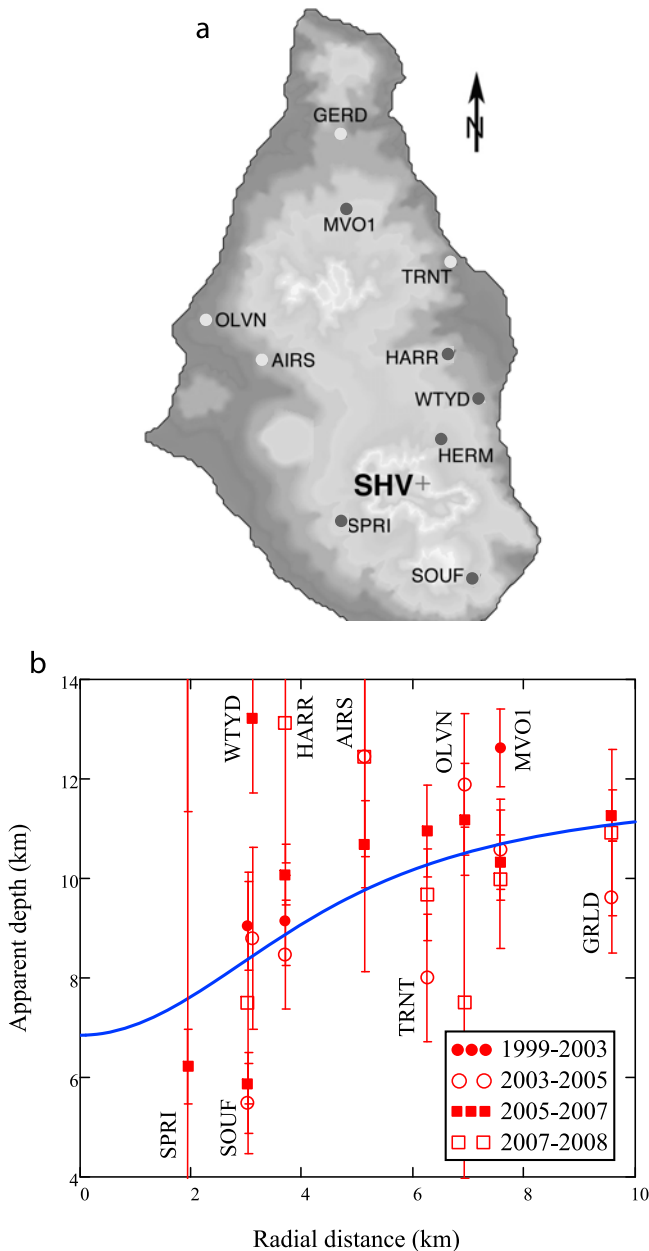 a
GERD
N
MVO1
TRNT
OLVN
AIRS
HARR
WTYD
HERM
SHV
SPRI
SOUF
b
14
12
10
8
6
4
Apparent depth (km)
WTYD
HARR
AIRS
OLVN
MVO1
SPRI
SOUF
TRNT
GRLD
1999-2003
2003-2005
2005-2007
2007-2008
0 2 4 6 8 10
Radial distance (km)